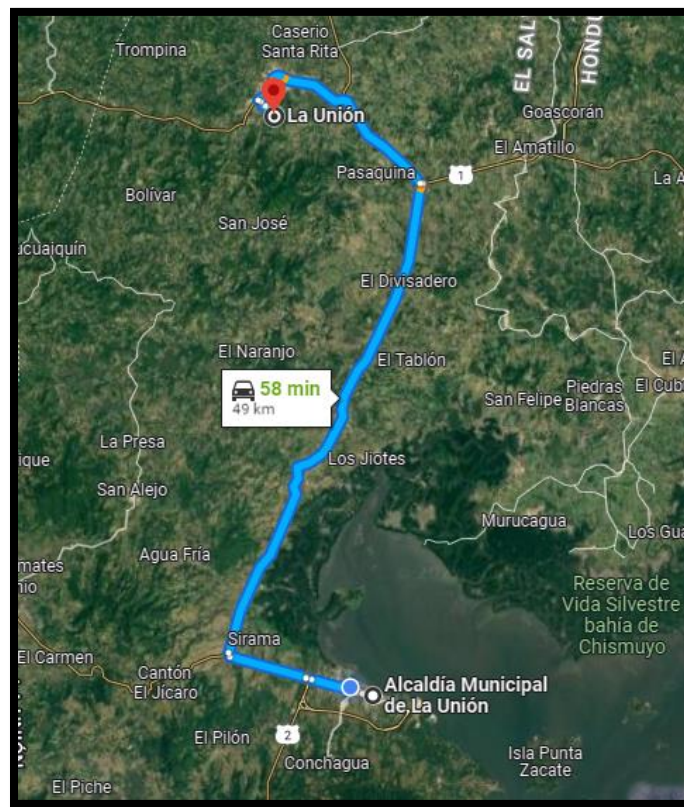 Caserio
Santa Rita
Trompina
EL SAL
HONDU
La Unión
Goascorán
El Amatillo
Pasaquina
1
La A
Bolívar
San José
ucuaiquín
El Divisadero
El Naranjo
El Tablón
El A
58 min
49 km
San Felipe
Piedras
Blancas
El Cub
La Presa
ique
Los Jiotes
San Alejo
Murucagua
Los Gua
Agua Fría
mates
nio
Reserva de
Vida Silvestre
bahía de
Chismuyo
Sirama
El Carmen
Cantón
El Jícaro
Alcaldía Municipal
de La Unión
El Pilón
2
Conchagua
Isla Punta
Zacate
El Piche